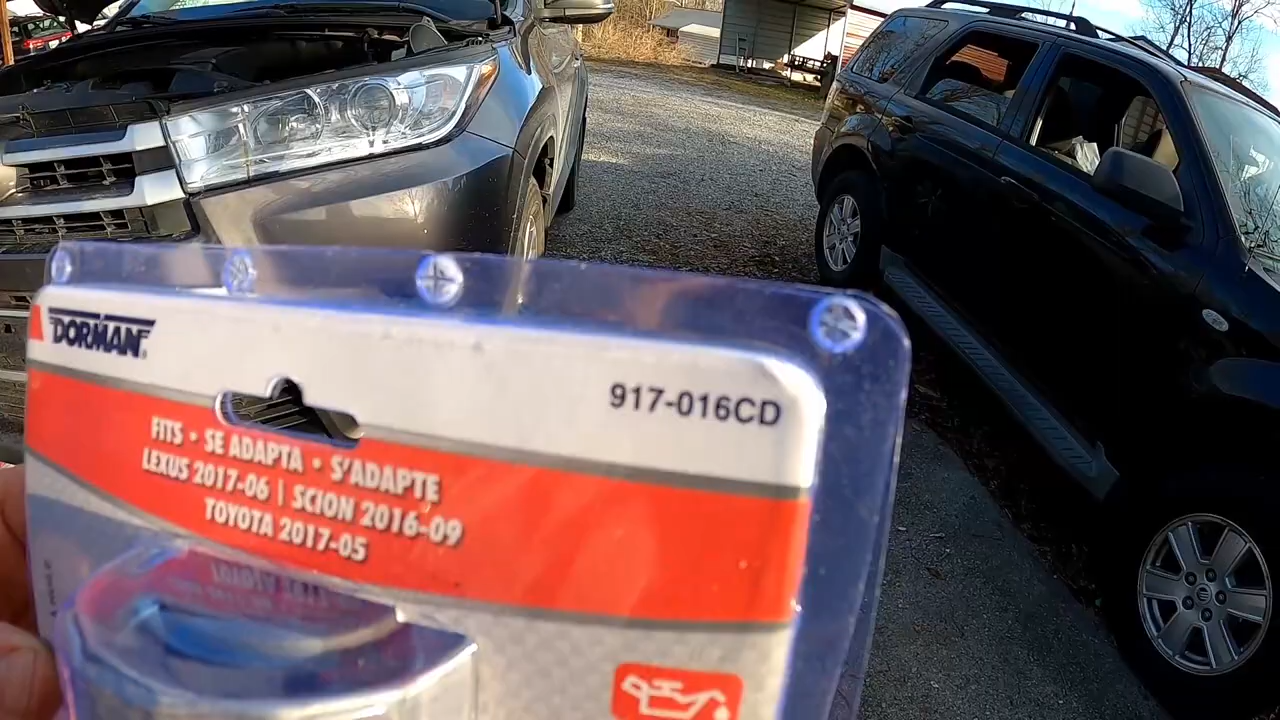 DORMAN
917-016CD
FITS • SE ADAPTA • S'ADAPTE
LEXUS 2017-06 | SCION 2016-09
TOYOTA 2017-05